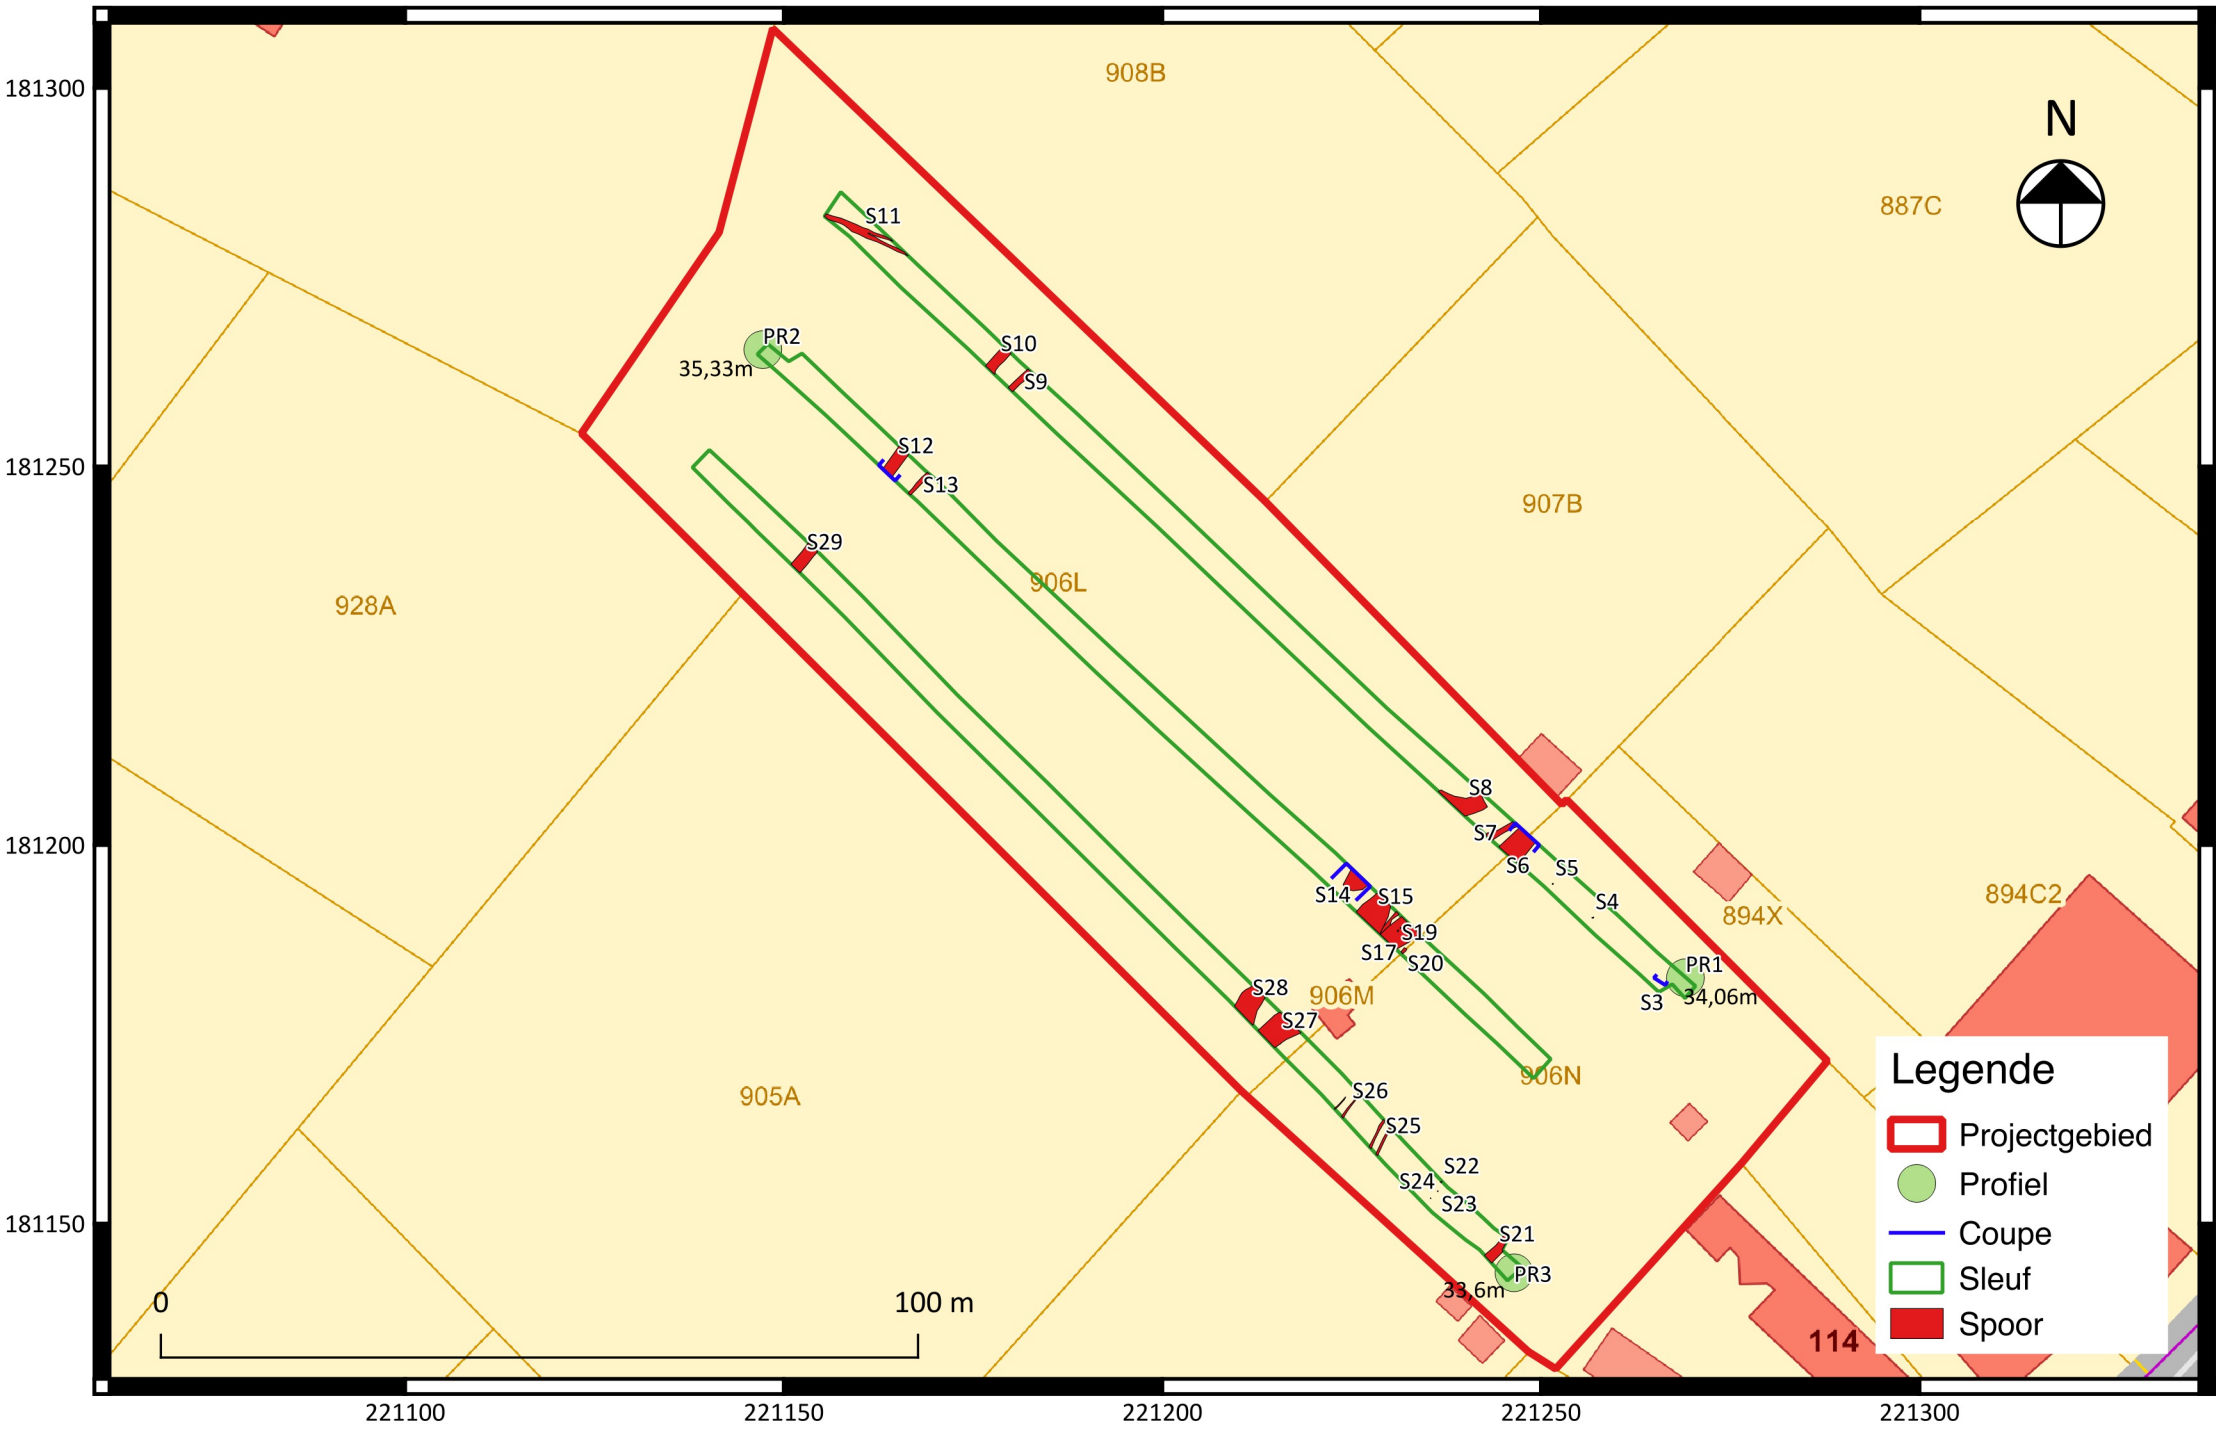 908B
181300
N
887C
S11
S10
PR2
35,33m
S9
S12
181250
S13
907B
S29
906L
928A
S8
S7
181200
S6
S5
S14
S15
S4
894C2
894X
S19
S17
S20
PR1
S28
906M
S3
34,06m
S27
906N
905A
S26
S25
S22
S24
S23
181150
S21
PR3
33,6m
0
100 m
Legende
Projectgebied
Profiel
Coupe
Sleuf
Spoor
114
221100
221150
221200
221250
221300